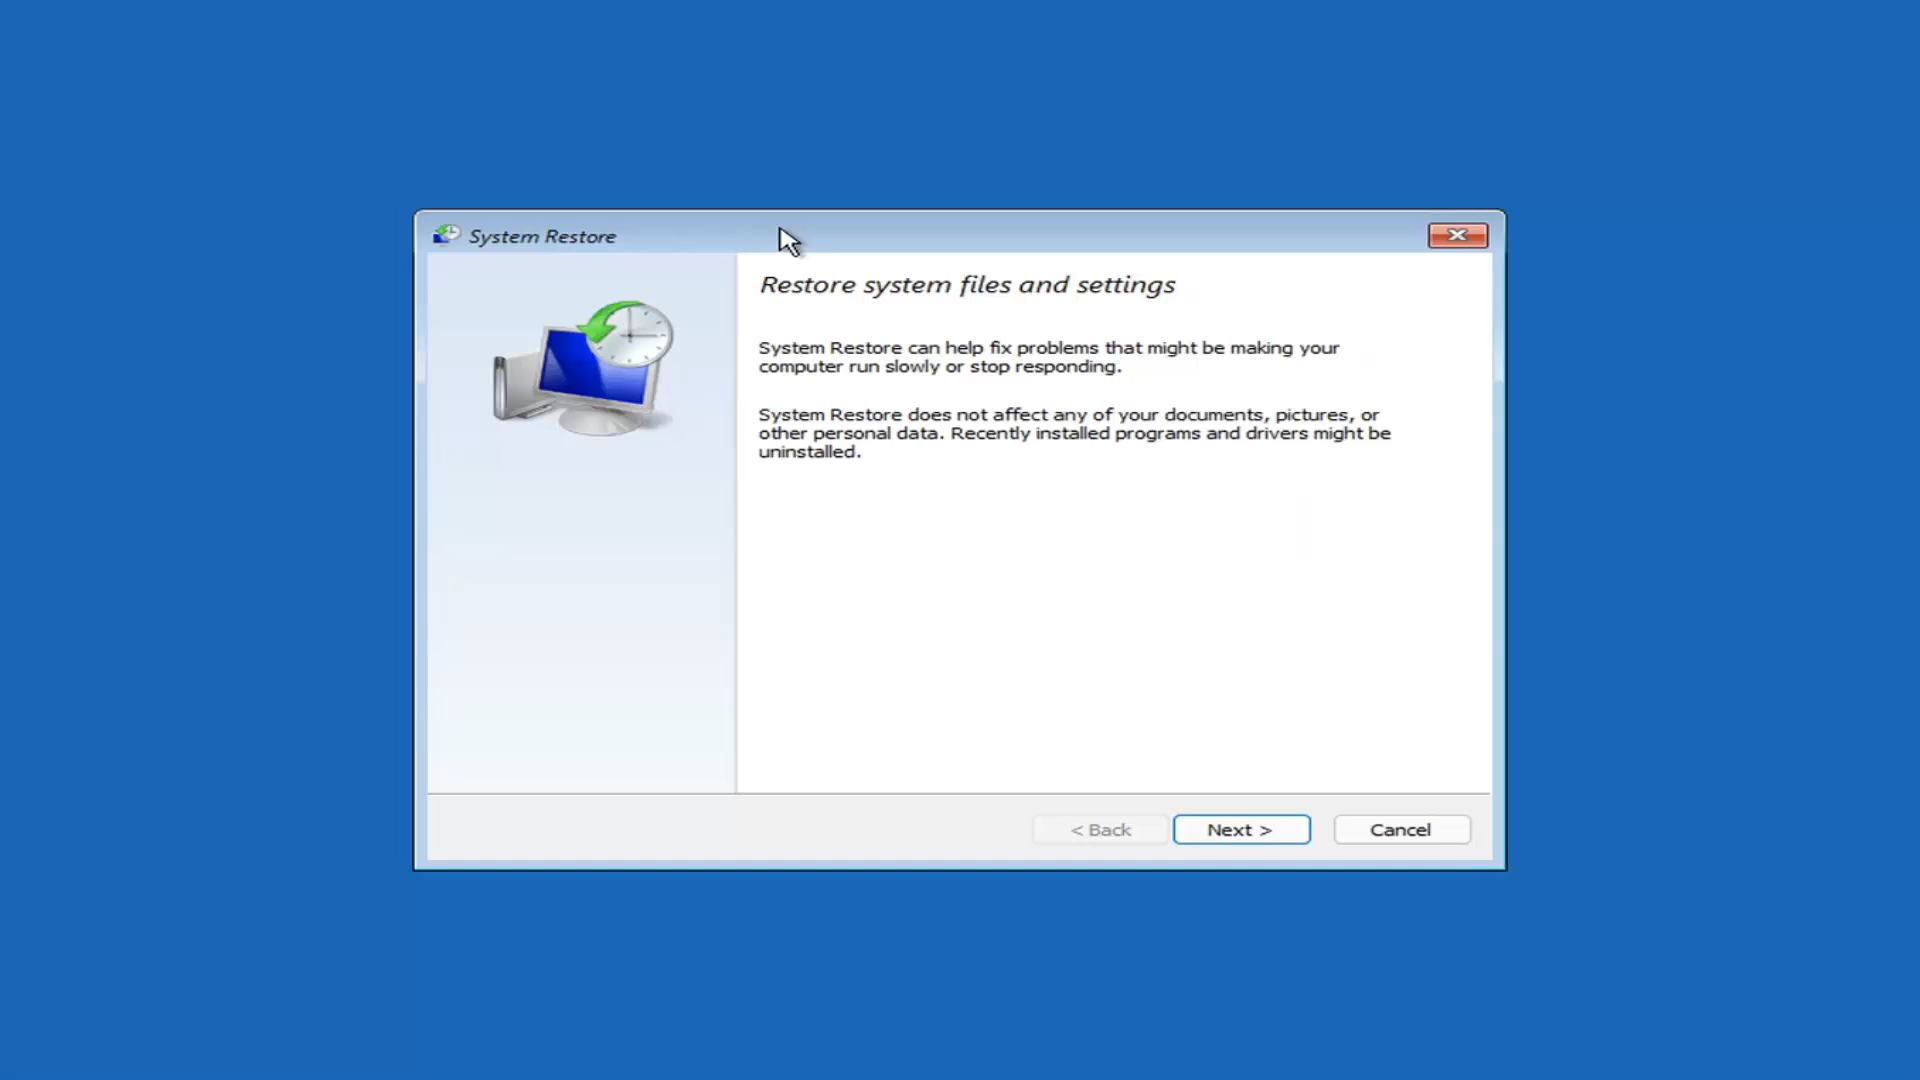 System Restore
Restore system files and settings
System Restore can help fix problems that might be making your
computer run slowly or stop responding.
System Restore does not affect any of your documents, pictures, or
other personal data. Recently installed programs and drivers might be
uninstalled.
< Back
Next >
Cancel